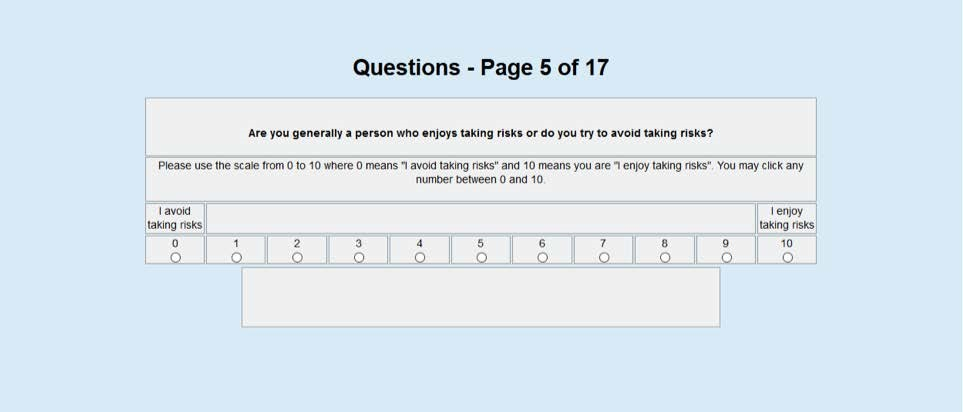 Questions - Page 5 of 17
Are you generally a person who enjoys taking risks or do you try to avoid taking risks?
Please use the scale from 0 to 10 where 0 means "I avoid taking risks" and 10 means you are "I enjoy taking risks". You may click any
number between 0 and 10.
I avoid
taking risks
I enjoy
taking risks
0 1 2 3 4 5 6 7 8 9 10